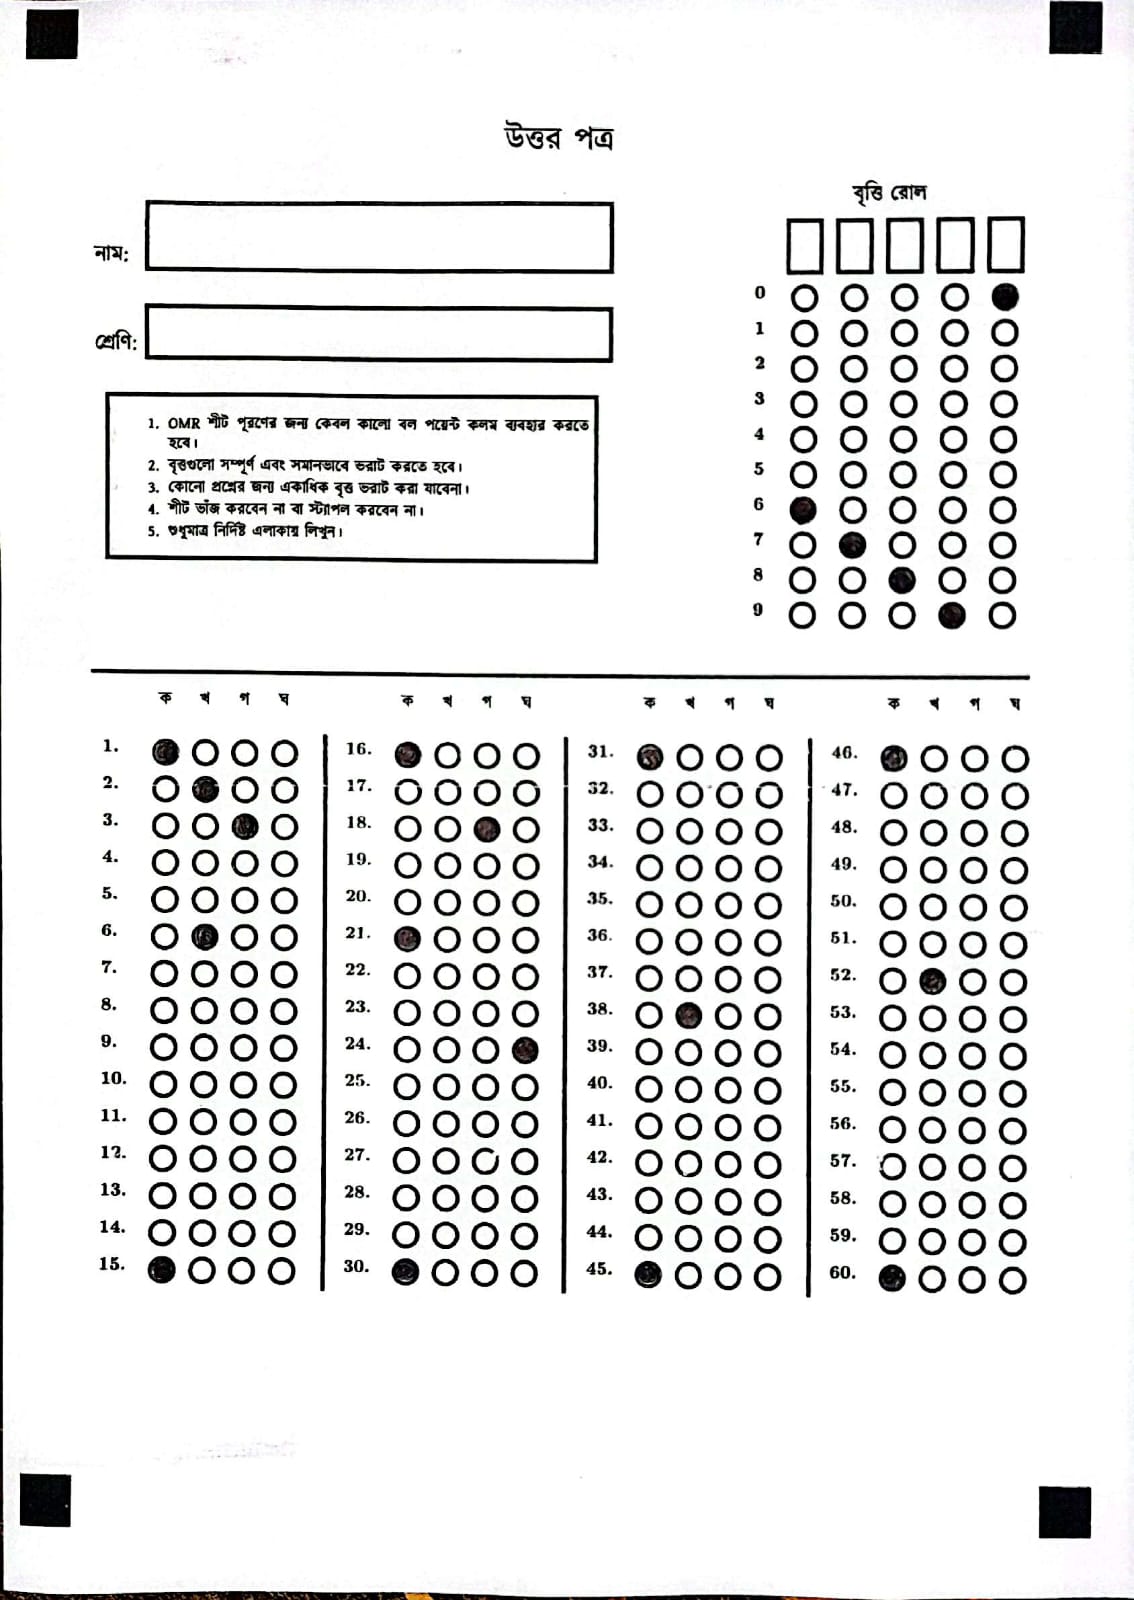 উত্তর পত্র
বৃত্তি রোল
নাম:
শ্রেণি:
0
1
2
3
4
5
6
7
8
9
1. OMR শীট পূরণের জন্য কেবল কালো বল পয়েন্ট কলম ব্যবহার করতে
হবে।
2. বৃত্তগুলো সম্পূর্ণ এবং সমানভাবে ভরাট করতে হবে।
3. কোনো প্রশ্নের জন্য একাধিক বৃত্ত ভরাট করা যাবেনা।
4. শীট ভাঁজ করবেন না বা স্ট্যাপল করবেন না।
5. শুধুমাত্র নির্দিষ্ট এলাকায় লিখুন।
ক খ গ ঘ ক খ গ ঘ ক খ গ ঘ ক খ গ ঘ
1. 16. 31. 46.
2. 17. 32. 47.
3. 18. 33. 48.
4. 19. 34. 49.
5. 20. 35. 50.
6. 21. 36. 51.
7. 22. 37. 52.
8. 23. 38. 53.
9. 24. 39. 54.
10. 25. 40. 55.
11. 26. 41. 56.
12. 27. 42. 57.
13. 28. 43. 58.
14. 29. 44. 59.
15. 30. 45. 60.